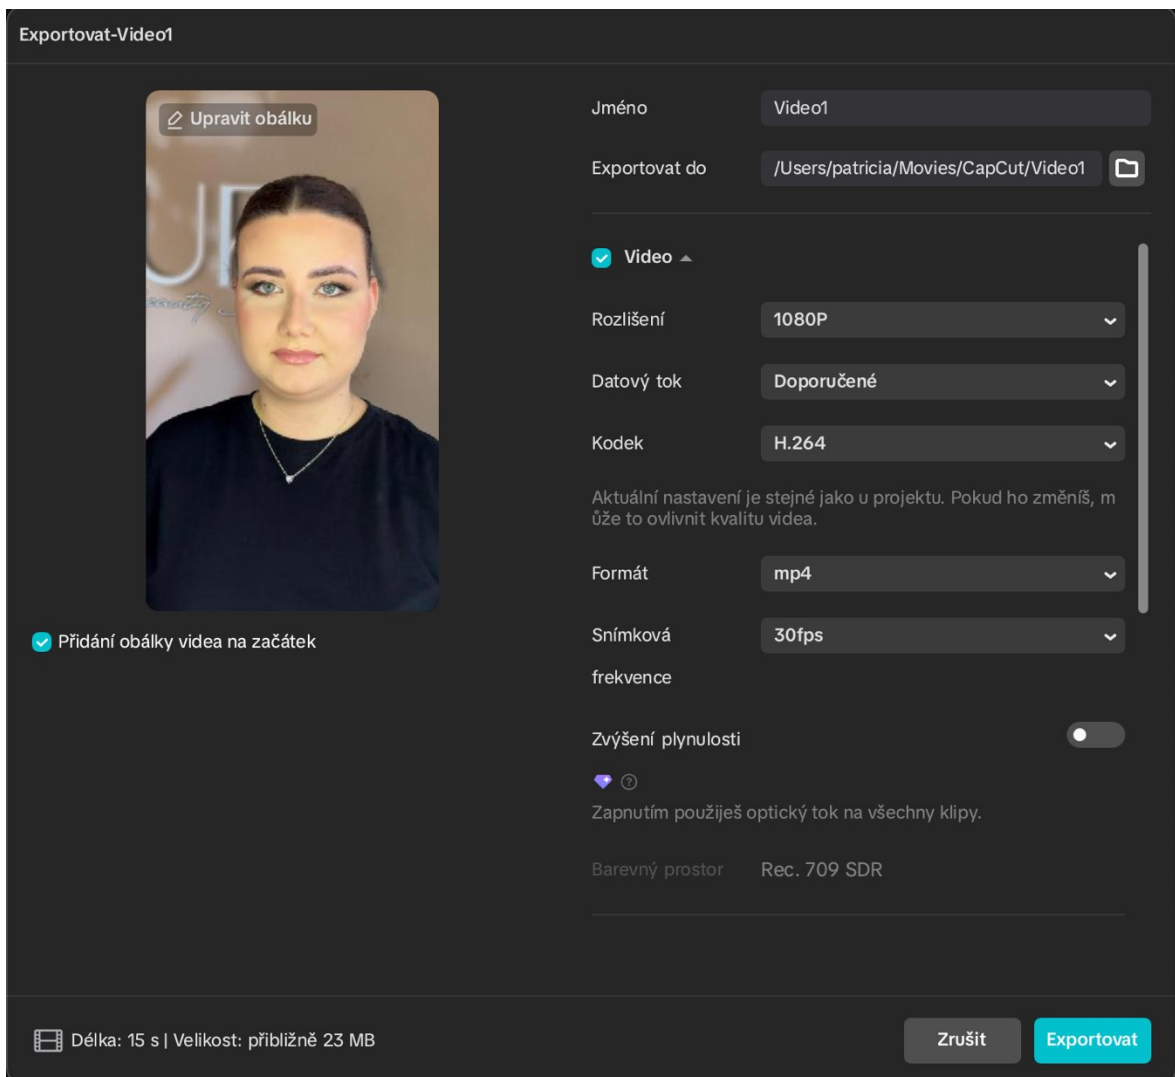 Exportovat-Video1
Upravit obálku
Přidání obálky videa na začátek
Jméno Video1
Exportovat do /Users/patricia/Movies/CapCut/Video1
Video
Rozlišení 1080P
Datový tok Doporučené
Kodek H.264
Aktuální nastavení je stejné jako u projektu. Pokud ho změníš, m
ůže to ovlivnit kvalitu videa.
Formát mp4
Snímková 30fps
frekvence
Zvýšení plynulosti
Zapnutím použiješ optický tok na všechny klipy.
Barevný prostor Rec. 709 SDR
Délka: 15 s | Velikost: přibližně 23 MB
Zrušit Exportovat